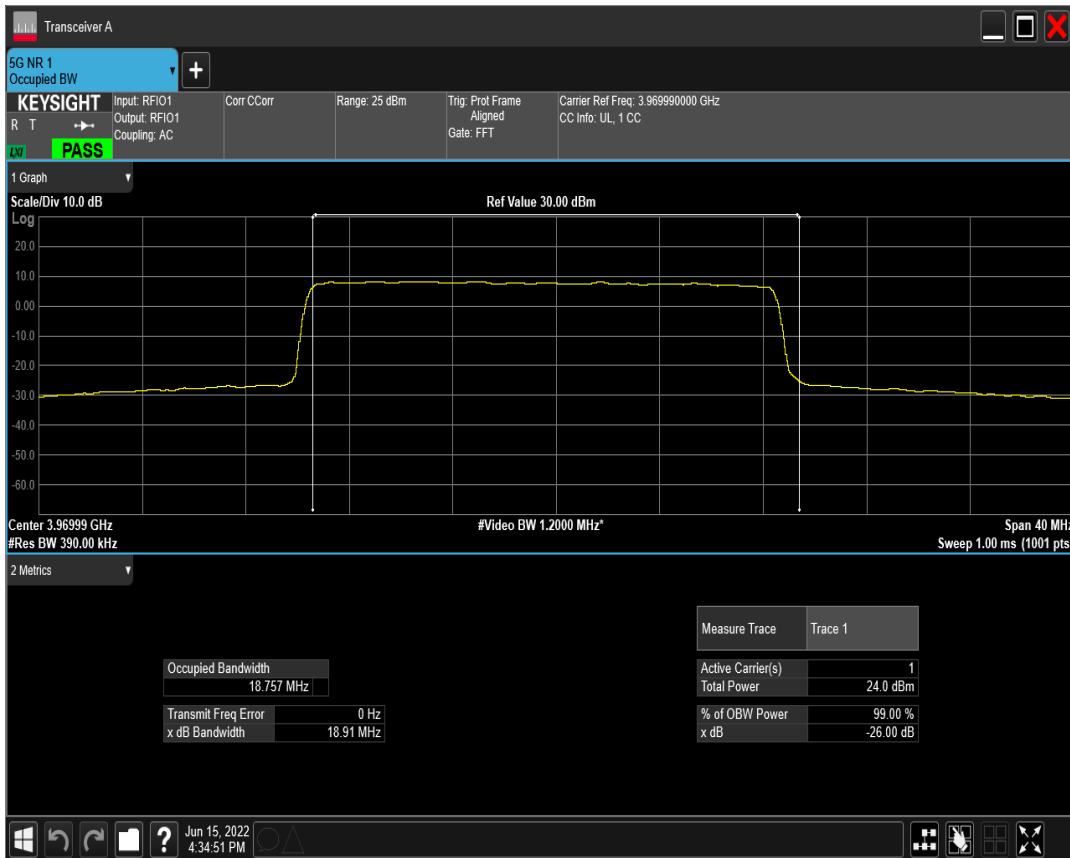 Transceiver A
5G NR 1
Occupied BW
+
KEYSIGHT
R T
LXI
PASS
Input: RFIO1
Output: RFIO1
Coupling: AC
Corr CCorr
Range: 25 dBm
Trig: Prot Frame
Aligned
Gate: FFT
Carrier Ref Freq: 3.969990000 GHz
CC Info: UL, 1 CC
1 Graph
Scale/Div 10.0 dB
Ref Value 30.00 dBm
Log
20.0
10.0
0.00
-10.0
-20.0
-30.0
-40.0
-50.0
-60.0
Center 3.96999 GHz
#Video BW 1.2000 MHz*
Span 40 MHz
#Res BW 390.00 kHz
Sweep 1.00 ms (1001 pts
2 Metrics
Measure Trace Trace 1
Occupied Bandwidth
18.757 MHz
Active Carrier(s) 1
Total Power 24.0 dBm
Transmit Freq Error 0 Hz
x dB Bandwidth 18.91 MHz
% of OBW Power 99.00 %
x dB -26.00 dB
?
Jun 15, 2022
4:34:51 PM